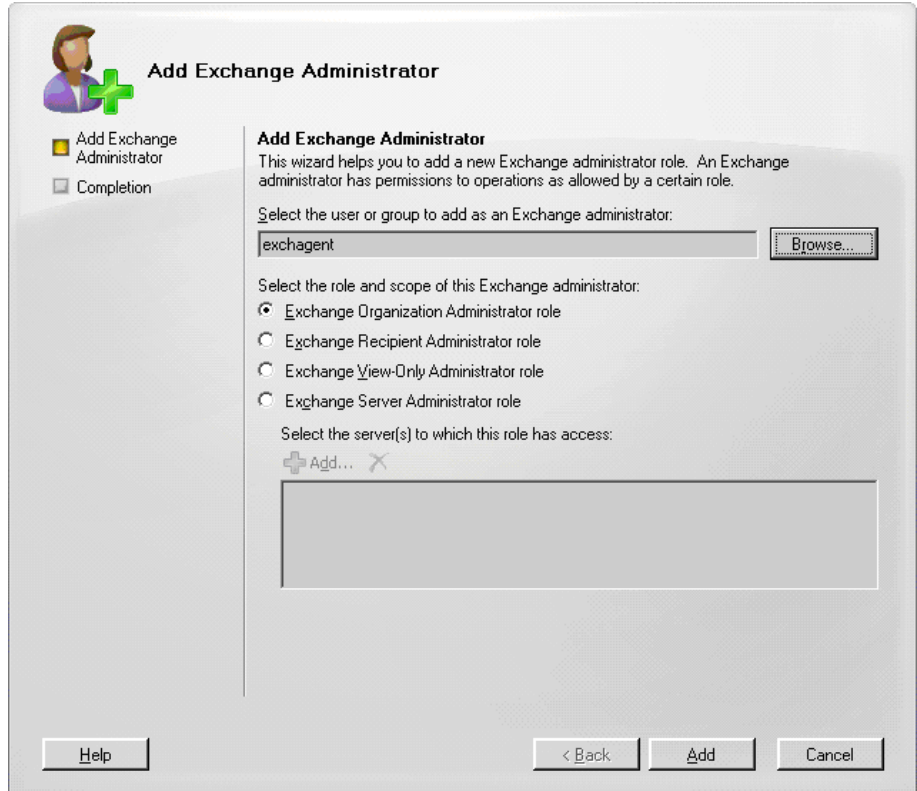 Add Exchange Administrator
Add Exchange
Administrator
Completion
Add Exchange Administrator
This wizard helps you to add a new Exchange administrator role. An Exchange
administrator has permissions to operations as allowed by a certain role.
Select the user or group to add as an Exchange administrator:
exchagent
Browse...
Select the role and scope of this Exchange administrator:
Exchange Organization Administrator role
Exchange Recipient Administrator role
Exchange View-Only Administrator role
Exchange Server Administrator role
Select the server(s) to which this role has access:
Add...
Help
< Back
Add
Cancel